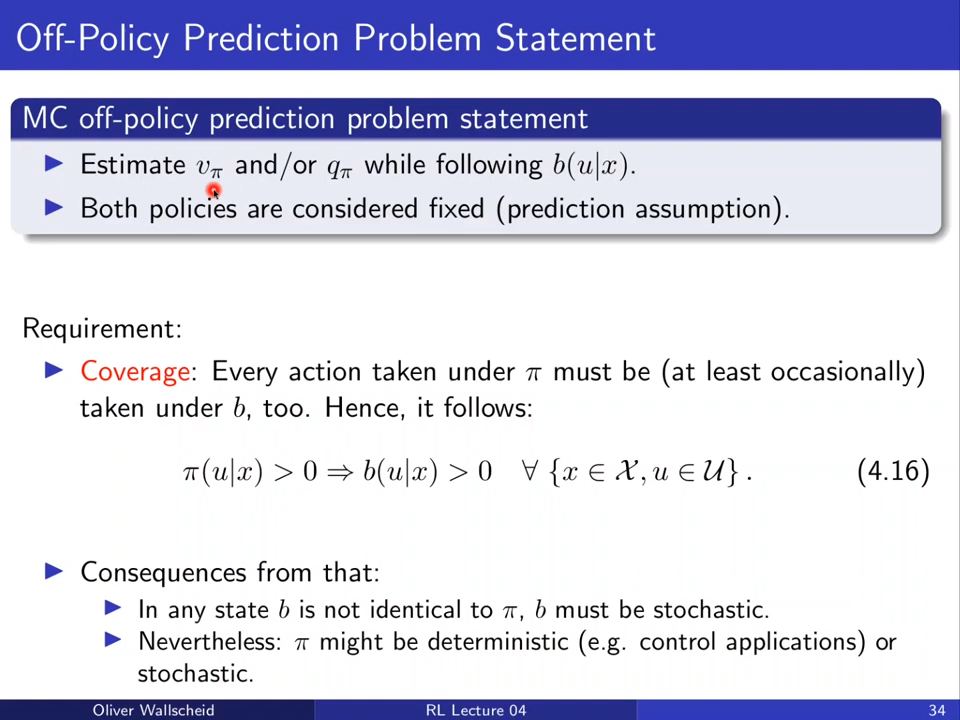 Off-Policy Prediction Problem Statement
MC off-policy prediction problem statement
▶ Estimate vπ and/or qπ while following b(u|x).
▶ Both policies are considered fixed (prediction assumption).
Requirement:
▶ Coverage: Every action taken under π must be (at least occasionally)
taken under b, too. Hence, it follows:
π(u|x) > 0 ⇒ b(u|x) > 0 ∀ {x ∈ 𝒳, u ∈ 𝒰} . (4.16)
▶ Consequences from that:
▶ In any state b is not identical to π, b must be stochastic.
▶ Nevertheless: π might be deterministic (e.g. control applications) or
stochastic.
Oliver Wallscheid RL Lecture 04 34